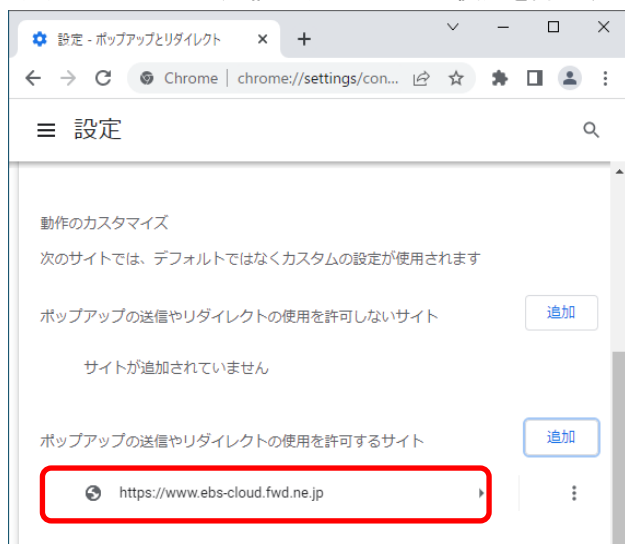 設定 - ポップアップとリダイレクト
Chrome | chrome://settings/con...
設定
動作のカスタマイズ
次のサイトでは、デフォルトではなくカスタムの設定が使用されます
ポップアップの送信やリダイレクトの使用を許可しないサイト 追加
サイトが追加されていません
ポップアップの送信やリダイレクトの使用を許可するサイト 追加
https://www.ebs-cloud.fwd.ne.jp